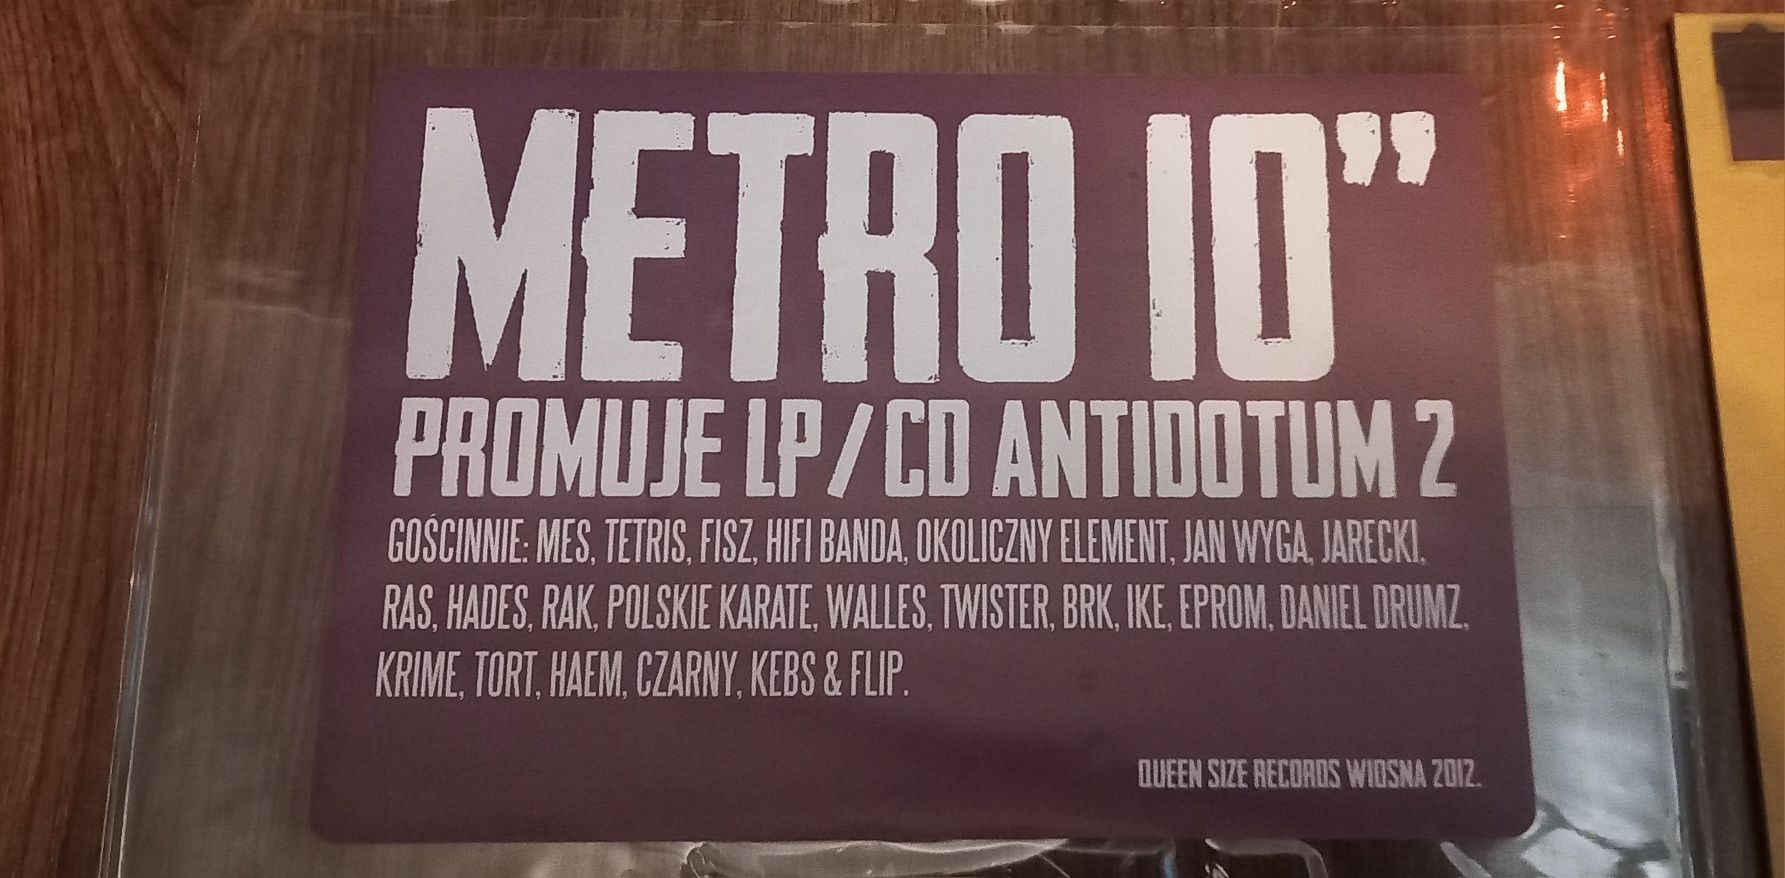 METRO 10”
PROMUJE LP/CD ANTIDOTUM 2
GOŚCINNIE: MES, TETRIS, FISZ, HIFI BANDA, OKOLICZNY ELEMENT, JAN WYGA, JARECKI,
RAS, HADES, RAK, POLSKIE KARATE, WALLES, TWISTER, BRK, IKE, EPROM, DANIEL DRUMZ,
KRIME, TORT, HAEM, CZARNY, KEBS & FLIP.
QUEEN SIZE RECORDS WIOSNA 2012.